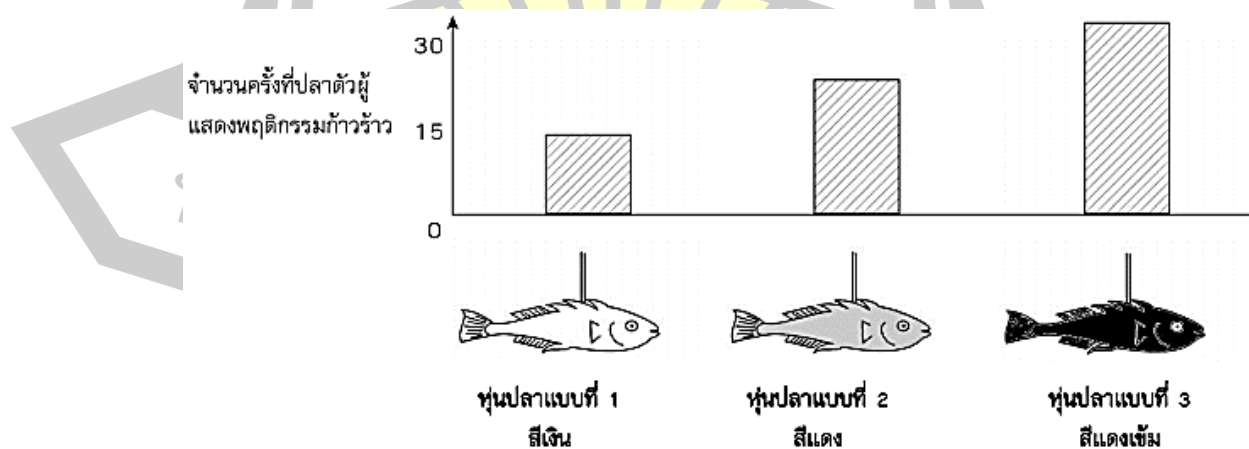 30
จำนวนครั้งที่ปลาตัวผู้
แสดงพฤติกรรมก้าวร้าว
15
0
หุ่นปลาแบบที่ 1
สีเงิน
หุ่นปลาแบบที่ 2
สีแดง
หุ่นปลาแบบที่ 3
สีแดงเข้ม